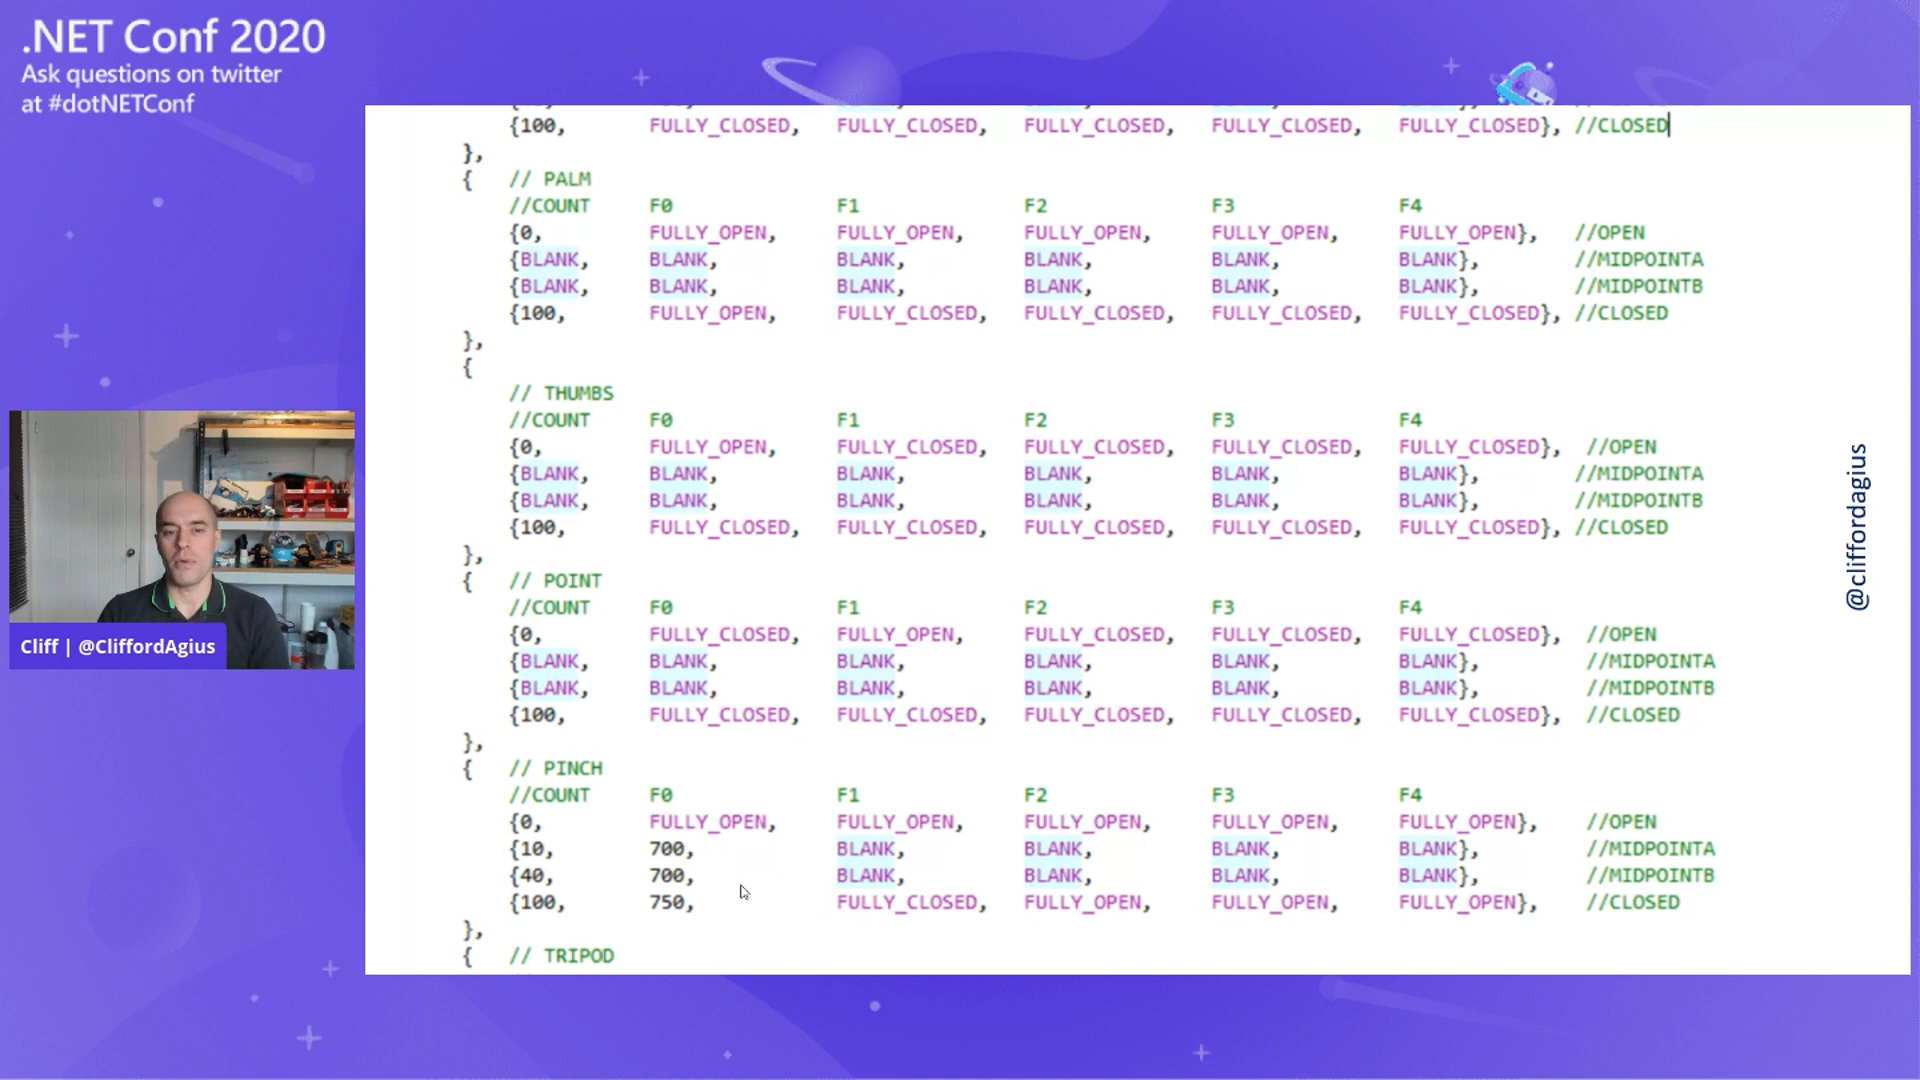 .NET Conf 2020
Ask questions on twitter
at #dotNETConf
{100, FULLY_CLOSED, FULLY_CLOSED, FULLY_CLOSED, FULLY_CLOSED, FULLY_CLOSED}, //CLOSED
},
{ // PALM
//COUNT F0 F1 F2 F3 F4
{0, FULLY_OPEN, FULLY_OPEN, FULLY_OPEN, FULLY_OPEN, FULLY_OPEN}, //OPEN
{BLANK, BLANK, BLANK, BLANK, BLANK, BLANK}, //MIDPOINTA
{BLANK, BLANK, BLANK, BLANK, BLANK, BLANK}, //MIDPOINTB
{100, FULLY_OPEN, FULLY_CLOSED, FULLY_CLOSED, FULLY_CLOSED, FULLY_CLOSED}, //CLOSED
},
{
// THUMBS
//COUNT F0 F1 F2 F3 F4
{0, FULLY_OPEN, FULLY_CLOSED, FULLY_CLOSED, FULLY_CLOSED, FULLY_CLOSED}, //OPEN
{BLANK, BLANK, BLANK, BLANK, BLANK, BLANK}, //MIDPOINTA
{BLANK, BLANK, BLANK, BLANK, BLANK, BLANK}, //MIDPOINTB
{100, FULLY_CLOSED, FULLY_CLOSED, FULLY_CLOSED, FULLY_CLOSED, FULLY_CLOSED}, //CLOSED
},
{ // POINT
//COUNT F0 F1 F2 F3 F4
{0, FULLY_CLOSED, FULLY_OPEN, FULLY_CLOSED, FULLY_CLOSED, FULLY_CLOSED}, //OPEN
{BLANK, BLANK, BLANK, BLANK, BLANK, BLANK}, //MIDPOINTA
{BLANK, BLANK, BLANK, BLANK, BLANK, BLANK}, //MIDPOINTB
{100, FULLY_CLOSED, FULLY_CLOSED, FULLY_CLOSED, FULLY_CLOSED, FULLY_CLOSED}, //CLOSED
},
{ // PINCH
//COUNT F0 F1 F2 F3 F4
{0, FULLY_OPEN, FULLY_OPEN, FULLY_OPEN, FULLY_OPEN, FULLY_OPEN}, //OPEN
{10, 700, BLANK, BLANK, BLANK, BLANK}, //MIDPOINTA
{40, 700, BLANK, BLANK, BLANK, BLANK}, //MIDPOINTB
{100, 750, FULLY_CLOSED, FULLY_OPEN, FULLY_OPEN, FULLY_OPEN}, //CLOSED
},
{ // TRIPOD
Cliff | @CliffordAgius
@cliffordagius